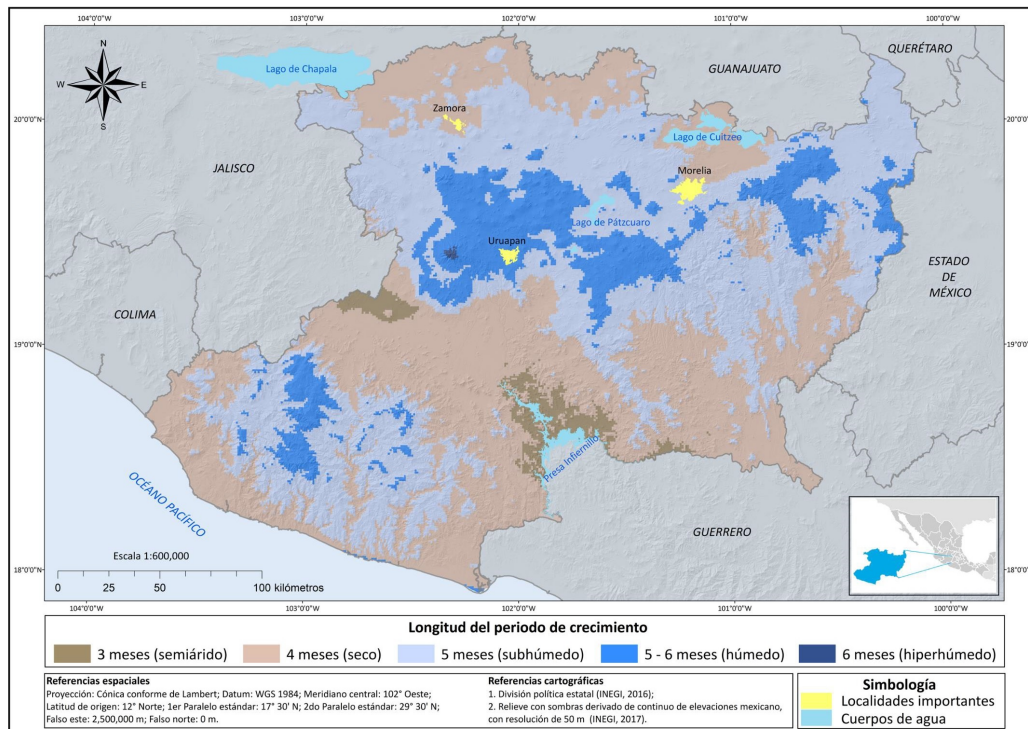 104°0'0"W 103°0'0"W 102°0'0"W 101°0'0"W 100°0'0"W
N
W E
S
20°0'0"N
19°0'0"N
18°0'0"N
20°0'0"N
19°0'0"N
18°0'0"N
QUERÉTARO
GUANAJUATO
Lago de Chapala
Zamora
Lago de Cuitzeo
JALISCO
Morelia
Lago de Pátzcuaro
Uruapan
ESTADO
DE
MÉXICO
COLIMA
Presa Infiernillo
OCÉANO PACÍFICO
GUERRERO
Escala 1:600,000
0 25 50 100 kilómetros
104°0'0"W 103°0'0"W 102°0'0"W 101°0'0"W 100°0'0"W
Longitud del periodo de crecimiento
3 meses (semiárido) 4 meses (seco) 5 meses (subhúmedo) 5 - 6 meses (húmedo) 6 meses (hiperhúmedo)
Referencias espaciales
Proyección: Cónica conforme de Lambert; Datum: WGS 1984; Meridiano central: 102° Oeste;
Latitud de origen: 12° Norte; 1er Paralelo estándar: 17° 30' N; 2do Paralelo estándar: 29° 30' N;
Falso este: 2,500,000 m; Falso norte: 0 m.
Referencias cartográficas
1. División política estatal (INEGI, 2016);
2. Relieve con sombras derivado de continuo de elevaciones mexicano,
con resolución de 50 m (INEGI, 2017).
Simbología
Localidades importantes
Cuerpos de agua